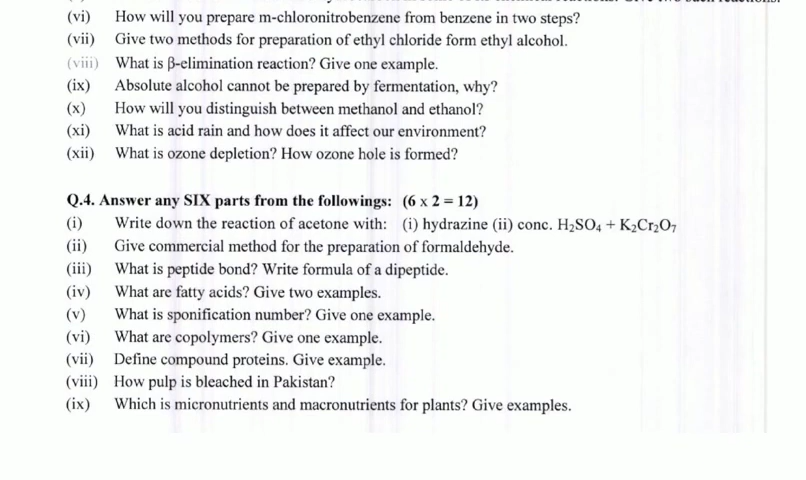 (vi) How will you prepare m-chloronitrobenzene from benzene in two steps?
(vii) Give two methods for preparation of ethyl chloride form ethyl alcohol.
(viii) What is β-elimination reaction? Give one example.
(ix) Absolute alcohol cannot be prepared by fermentation, why?
(x) How will you distinguish between methanol and ethanol?
(xi) What is acid rain and how does it affect our environment?
(xii) What is ozone depletion? How ozone hole is formed?
Q.4. Answer any SIX parts from the followings: (6 x 2 = 12)
(i) Write down the reaction of acetone with: (i) hydrazine (ii) conc. H₂SO₄ + K₂Cr₂O₇
(ii) Give commercial method for the preparation of formaldehyde.
(iii) What is peptide bond? Write formula of a dipeptide.
(iv) What are fatty acids? Give two examples.
(v) What is sponification number? Give one example.
(vi) What are copolymers? Give one example.
(vii) Define compound proteins. Give example.
(viii) How pulp is bleached in Pakistan?
(ix) Which is micronutrients and macronutrients for plants? Give examples.